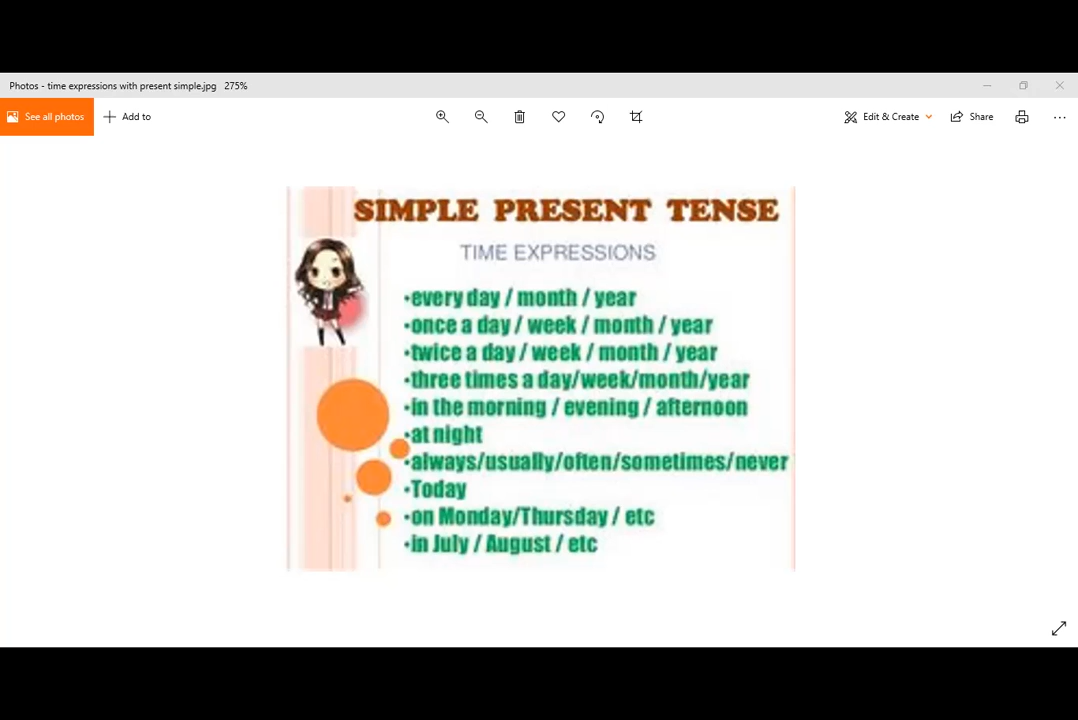 Photos - time expressions with present simple.jpg 275%
See all photos Add to Edit & Create Share
SIMPLE PRESENT TENSE
TIME EXPRESSIONS
•every day / month / year
•once a day / week / month / year
•twice a day / week / month / year
•three times a day/week/month/year
•in the morning / evening / afternoon
•at night
•always/usually/often/sometimes/never
•Today
•on Monday/Thursday / etc
•in July / August / etc